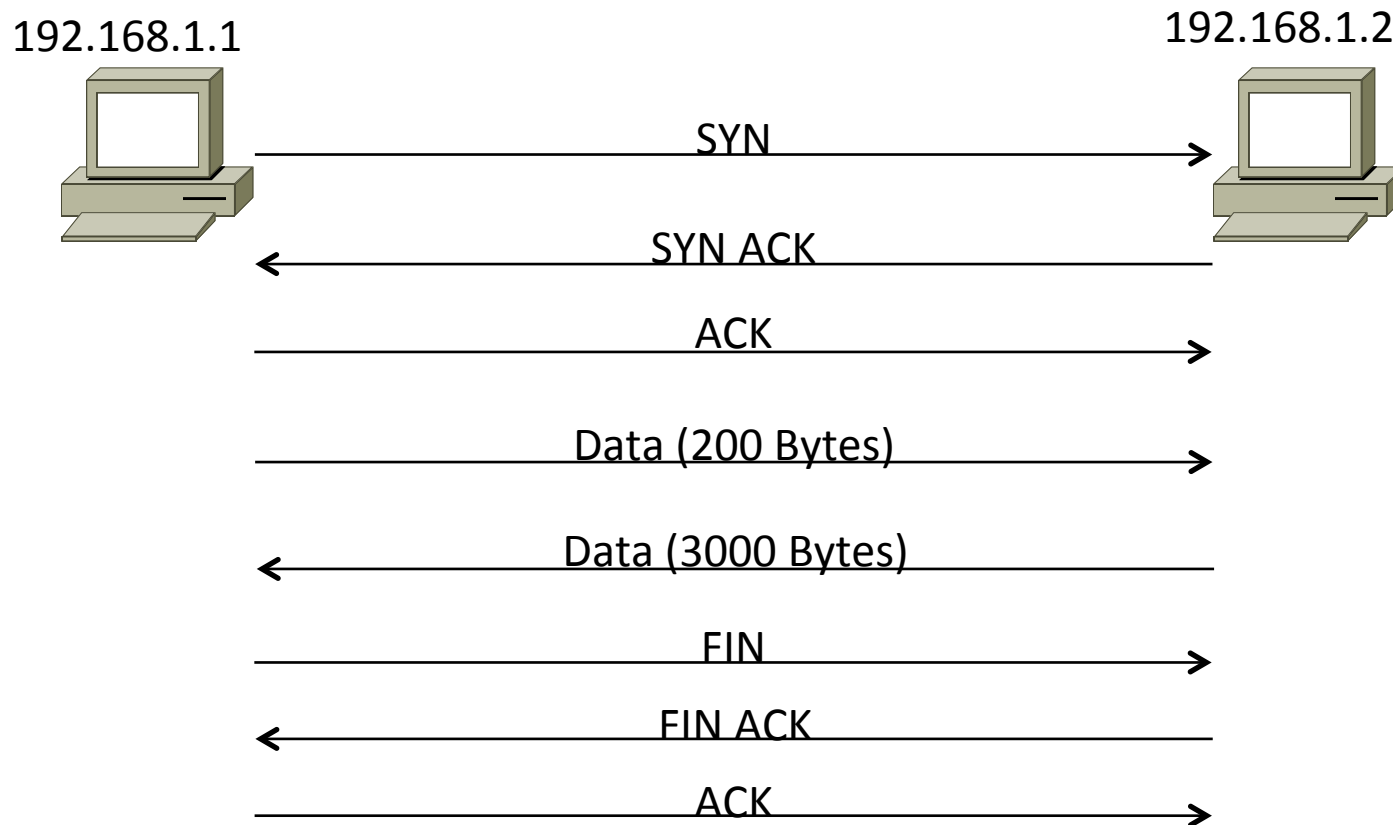 192.168.1.1
192.168.1.2
SYN
SYN ACK
ACK
Data (200 Bytes)
Data (3000 Bytes)
FIN
FIN ACK
ACK